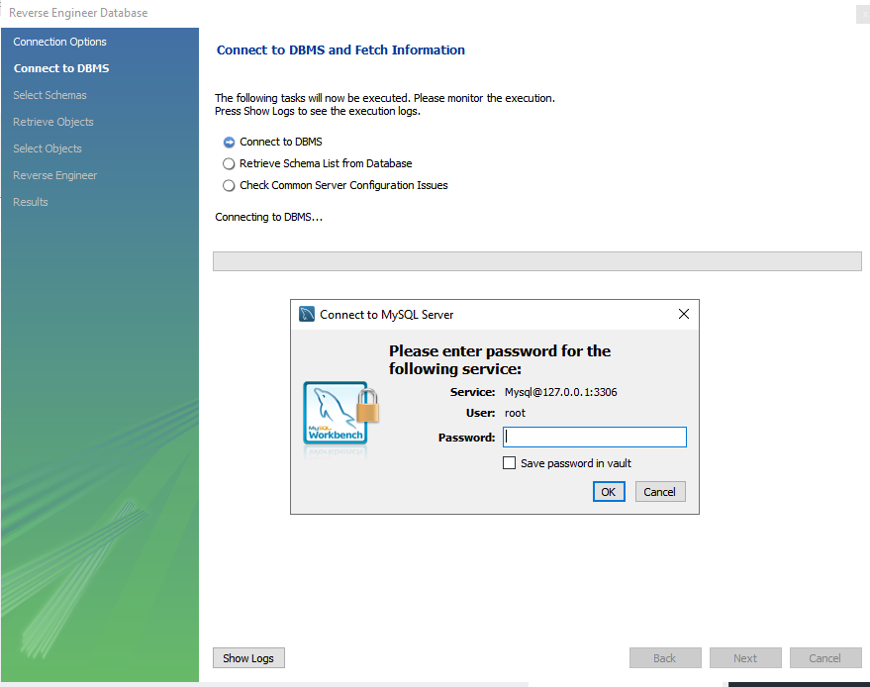 Reverse Engineer Database
Connection Options
Connect to DBMS
Select Schemas
Retrieve Objects
Select Objects
Reverse Engineer
Results
Connect to DBMS and Fetch Information
The following tasks will now be executed. Please monitor the execution.
Press Show Logs to see the execution logs.
Connect to DBMS
Retrieve Schema List from Database
Check Common Server Configuration Issues
Connecting to DBMS...
Connect to MySQL Server
Please enter password for the
following service:
Service: Mysql@127.0.0.1:3306
User: root
Password:
MySQL
Workbench
Save password in vault
OK Cancel
Show Logs Back Next Cancel